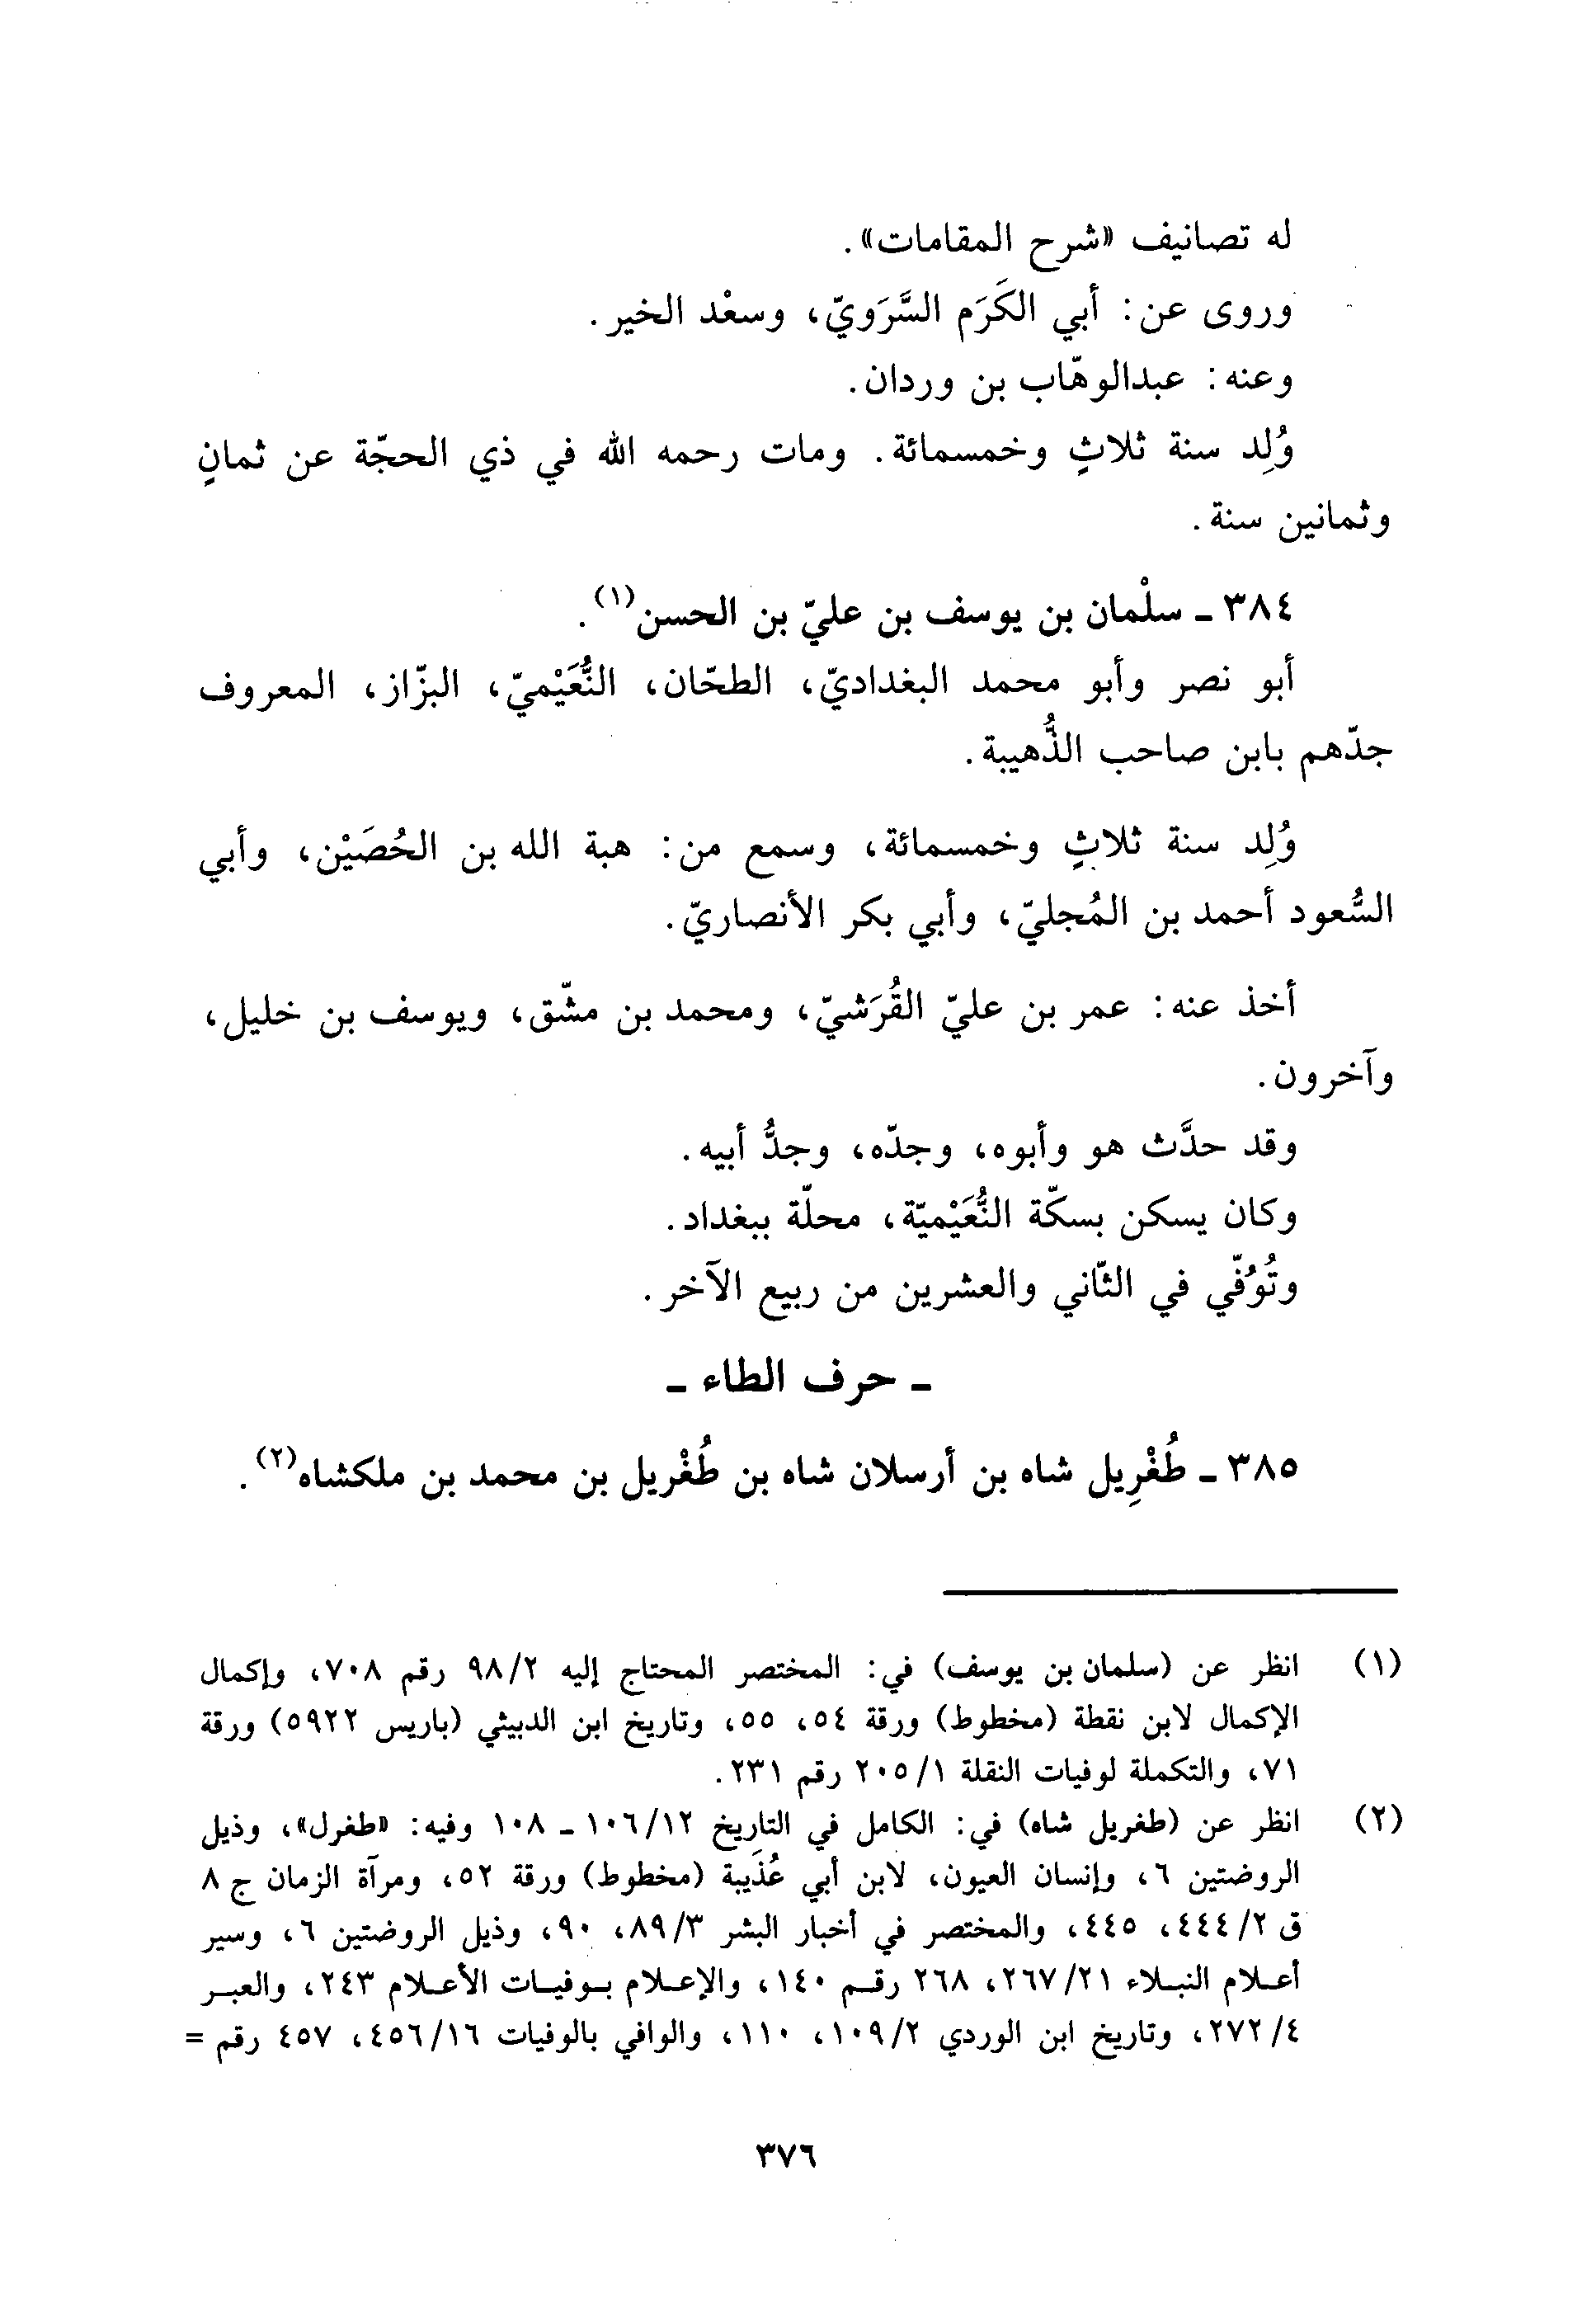 له تصانيف «شرح المقامات».
وروى عن: أبي الكَرَم السَّرَويّ، وسعْد الخير.
وعنه: عبدالوهّاب بن وردان.
وُلِد سنة ثلاثٍ وخمسمائة. ومات رحمه الله في ذي الحجّة عن ثمانٍ
وثمانين سنة.
٣٨٤ ـ سلْمان بن يوسف بن عليّ بن الحسن(١).
أبو نصر وأبو محمد البغداديّ، الطحّان، النُّعَيْميّ، البزّاز، المعروف
جدّهم بابن صاحب الذُّهيبة.
وُلِد سنة ثلاثٍ وخمسمائة، وسمع من: هبة الله بن الحُصَيْن، وأبي
السُّعود أحمد بن المُجليّ، وأبي بكر الأنصاريّ.
أخذ عنه: عمر بن عليّ القُرَشيّ، ومحمد بن مشّق، ويوسف بن خليل،
وآخرون.
وقد حدَّث هو وأبوه، وجدّه، وجدُّ أبيه.
وكان يسكن بسكّة النُّعَيْميّة، محلّة ببغداد.
وتُوُفّي في الثّاني والعشرين من ربيع الآخر.
ـ حرف الطاء ـ
٣٨٥ ـ طُغْرِيل شاه بن أرسلان شاه بن طُغْريل بن محمد بن ملكشاه(٢).
(١) انظر عن (سلمان بن يوسف) في: المختصر المحتاج إليه ٩٨/٢ رقم ٧٠٨، وإكمال
الإكمال لابن نقطة (مخطوط) ورقة ٥٤، ٥٥، وتاريخ ابن الدبيثي (باريس ٥٩٢٢) ورقة
٧١، والتكملة لوفيات النقلة ٢٠٥/١ رقم ٢٣١.
(٢) انظر عن (طغريل شاه) في: الكامل في التاريخ ١٠٦/١٢ ـ ١٠٨ وفيه: «طغرل»، وذيل
الروضتين ٦، وإنسان العيون، لابن أبي عُذَيبة (مخطوط) ورقة ٥٢، ومرآة الزمان ج ٨
ق ٤٤٤/٢، ٤٤٥، والمختصر في أخبار البشر ٨٩/٣، ٩٠، وذيل الروضتين ٦، وسير
أعـلام النبـلاء ٢٦٧/٢١، ٢٦٨ رقـم ١٤٠، والإعـلام بـوفيـات الأعـلام ٢٤٣، والعبـر
٢٧٢/٤، وتاريخ ابن الوردي ١٠٩/٢، ١١٠، والوافي بالوفيات ٤٥٦/١٦، ٤٥٧ رقم =
٣٧٦